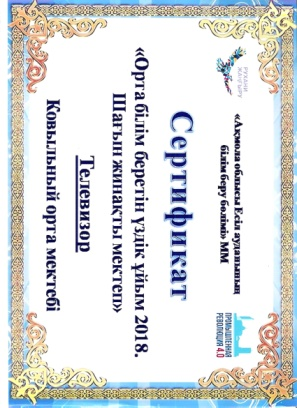 РУХАНИ
ЖАҢҒЫРУ
«Ақмола облысы Есіл ауданының
білім беру бөлімі» ММ
ПРОМЫШЛЕННАЯ
РЕВОЛЮЦИЯ 4.0
Сертификат
«Орта білім беретін үздік ұйым 2018.
Шағын жинақты мектеп»
Телевизор
Ковыльный орта мектебі